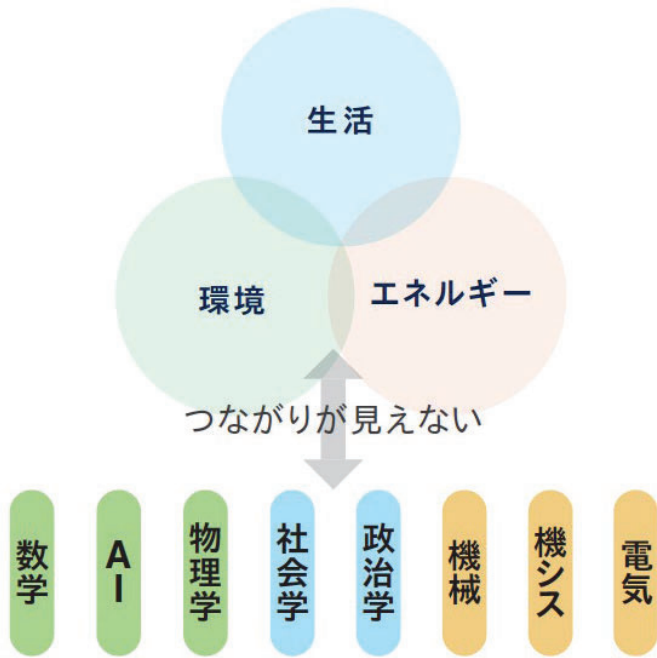 生活
環境
エネルギー
つながりが見えない
数学
AI
物理学
社会学
政治学
機械
機シス
電気